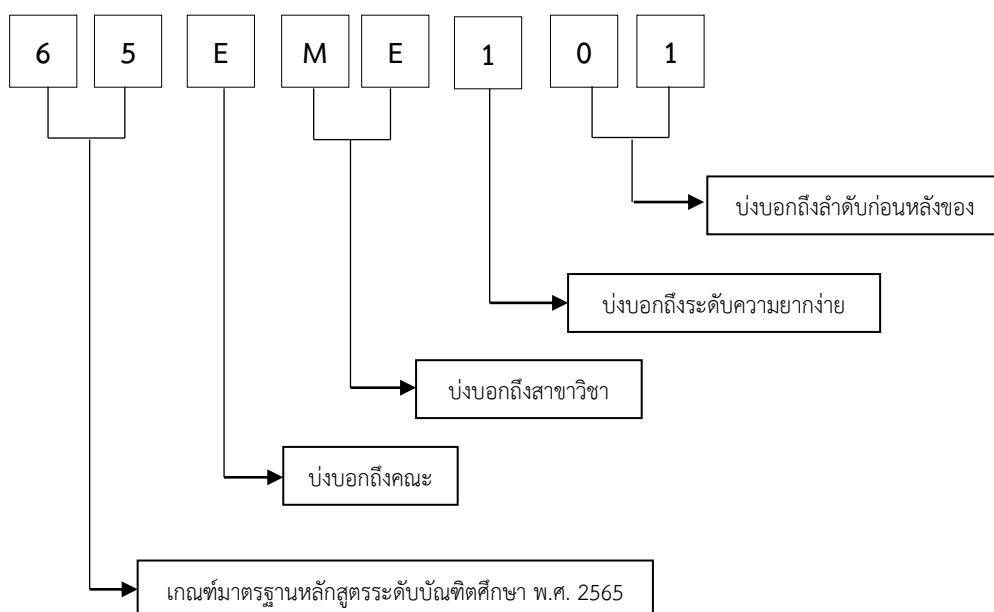 6 5 E M E 1 0 1
บ่งบอกถึงลำดับก่อนหลังของ
บ่งบอกถึงระดับความยากง่าย
บ่งบอกถึงสาขาวิชา
บ่งบอกถึงคณะ
เกณฑ์มาตรฐานหลักสูตรระดับบัณฑิตศึกษา พ.ศ. 2565